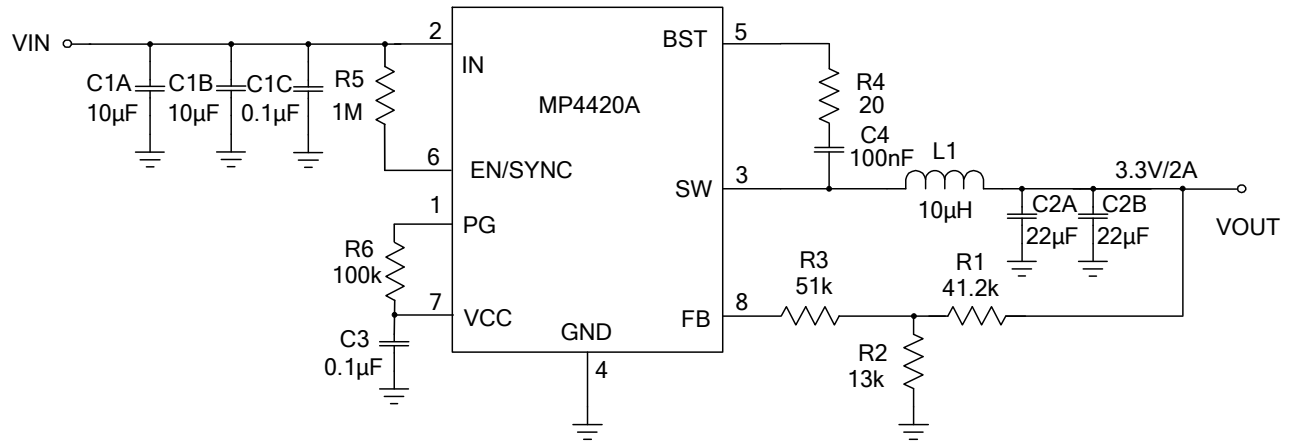 VIN
C1A
10µF
C1B
10µF
C1C
0.1µF
R5
1M
2
IN
6
EN/SYNC
1
PG
R6
100k
7
VCC
C3
0.1µF
MP4420A
GND
4
BST
5
R4
20
C4
100nF
SW
3
L1
10µH
3.3V/2A
C2A
22µF
C2B
22µF
VOUT
FB
8
R3
51k
R1
41.2k
R2
13k